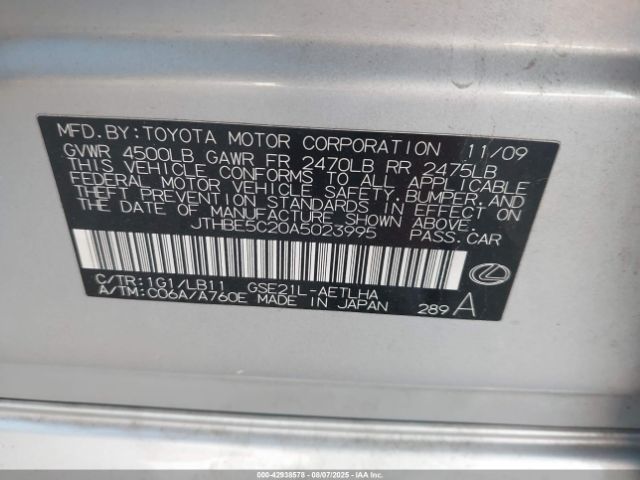 MFD. BY: TOYOTA MOTOR CORPORATION 11/09
GVWR 4500LB GAWR FR 2470LB RR 2475LB
THIS VEHICLE CONFORMS TO ALL APPLICABLE
FEDERAL MOTOR VEHICLE SAFETY, BUMPER, AND
THEFT PREVENTION STANDARDS IN EFFECT ON
THE DATE OF MANUFACTURE SHOWN ABOVE.
JTHBE5C20A5023995 PASS. CAR
C/TR: 1G1/LB11 GSE21L-AETLHA
A/TM: C06A/A760E MADE IN JAPAN 289 A
000-42938578 - 08/07/2025 - IAA Inc.